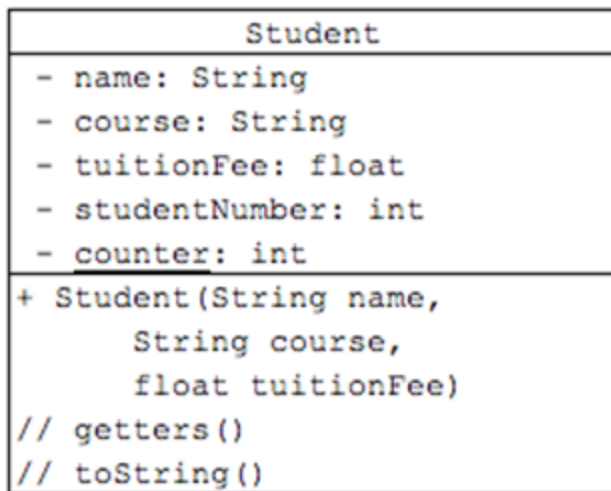 Student
- name: String
- course: String
- tuitionFee: float
- studentNumber: int
- counter: int
+ Student(String name,
String course,
float tuitionFee)
// getters()
// toString()